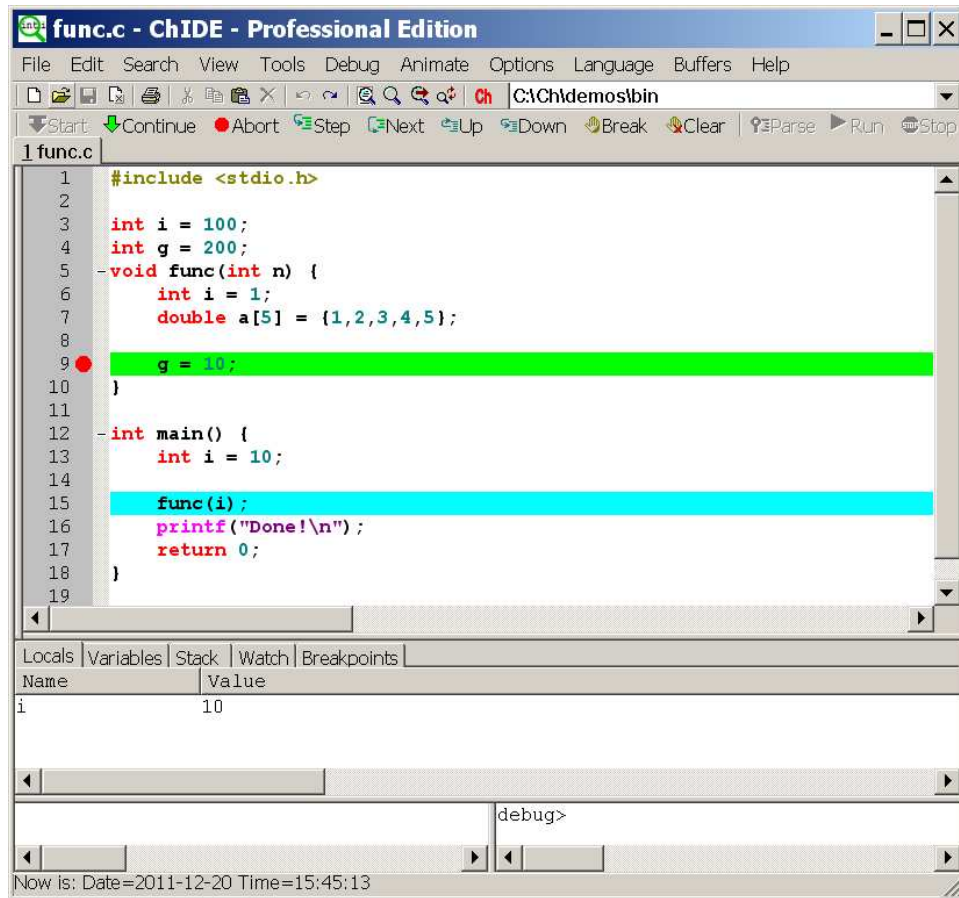 func.c - ChIDE - Professional Edition
File Edit Search View Tools Debug Animate Options Language Buffers Help
Ch C:\Ch\demos\bin
Start Continue Abort Step Next Up Down Break Clear Parse Run Stop
1 func.c
1 #include <stdio.h>
2
3 int i = 100;
4 int g = 200;
5 -void func(int n) {
6 int i = 1;
7 double a[5] = {1,2,3,4,5};
8
9 g = 10;
10 }
11
12 -int main() {
13 int i = 10;
14
15 func(i);
16 printf("Done!\n");
17 return 0;
18 }
19
Locals Variables Stack Watch Breakpoints
Name Value
i 10
debug>
Now is: Date=2011-12-20 Time=15:45:13